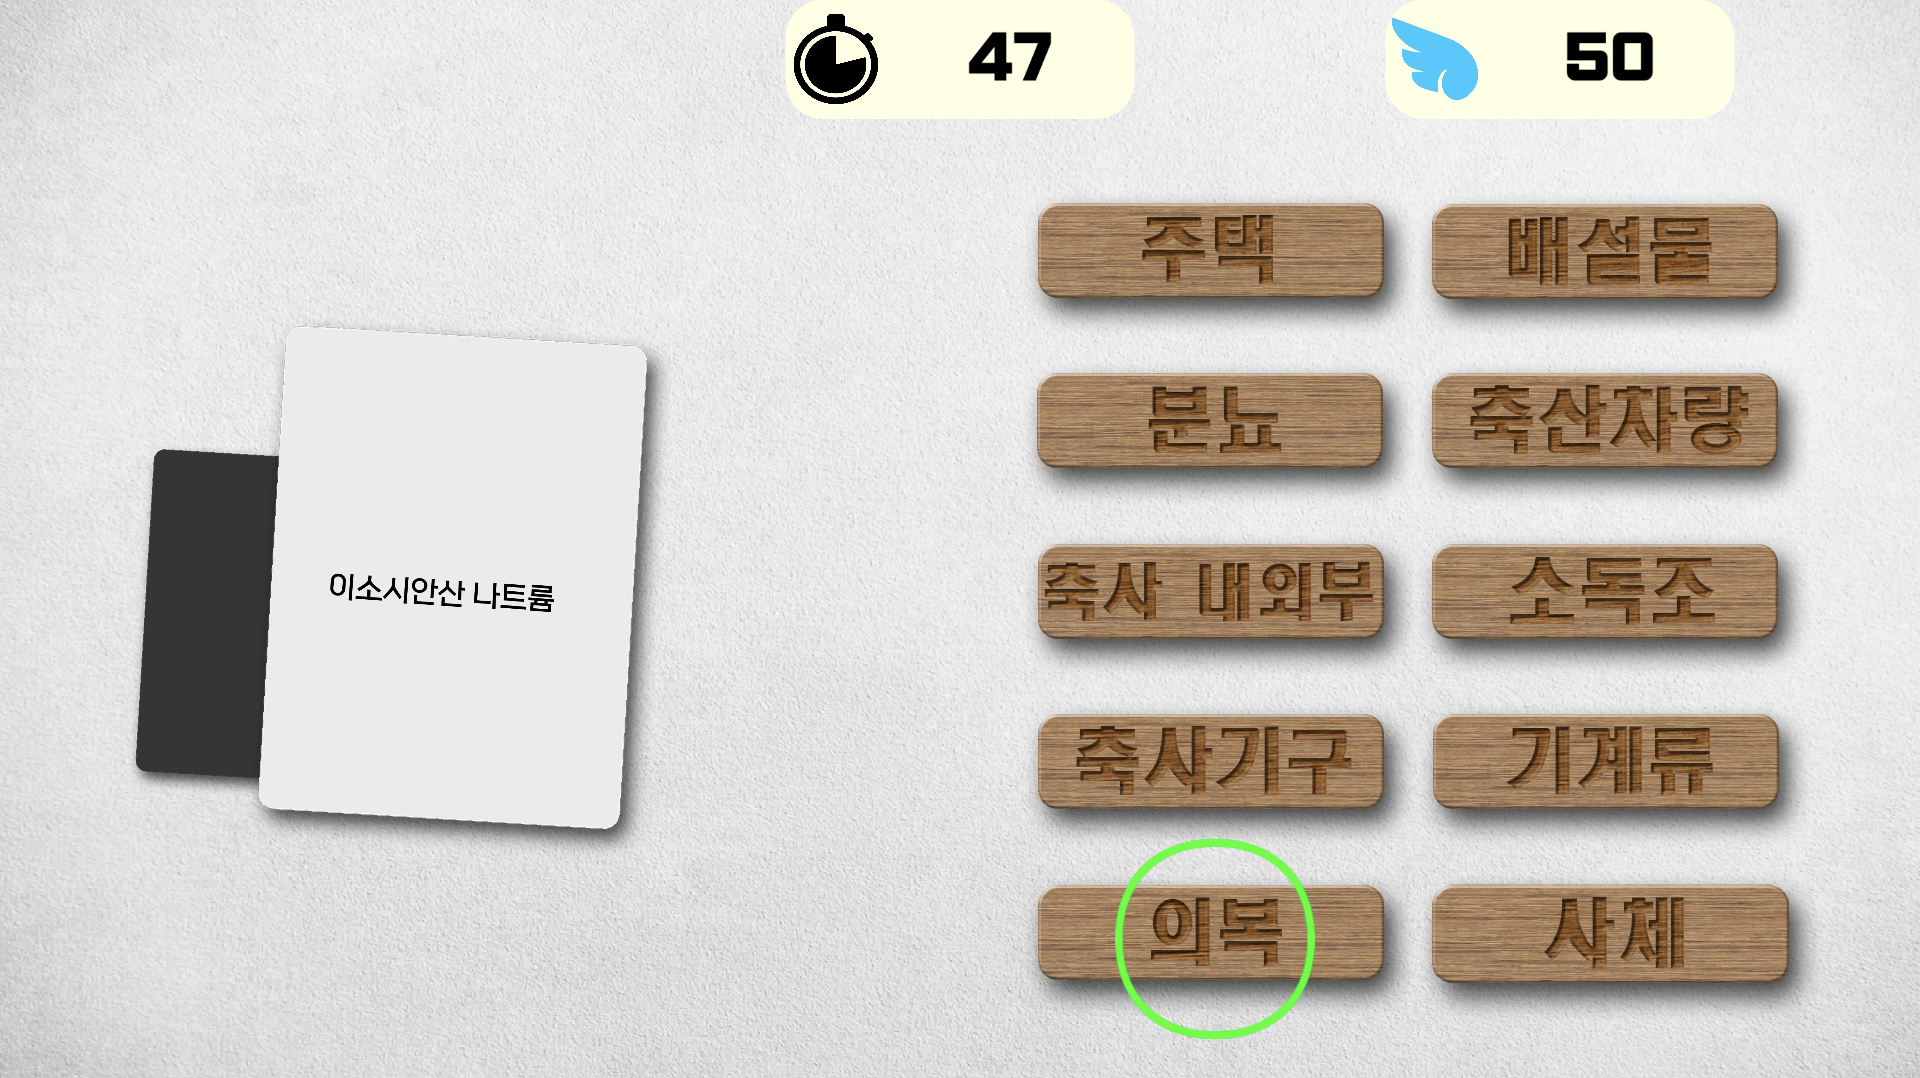 47
50
주택
배설물
분뇨
축산차량
축사 내외부
소독조
축사기구
기계류
의복
사체
이소시안산 나트륨